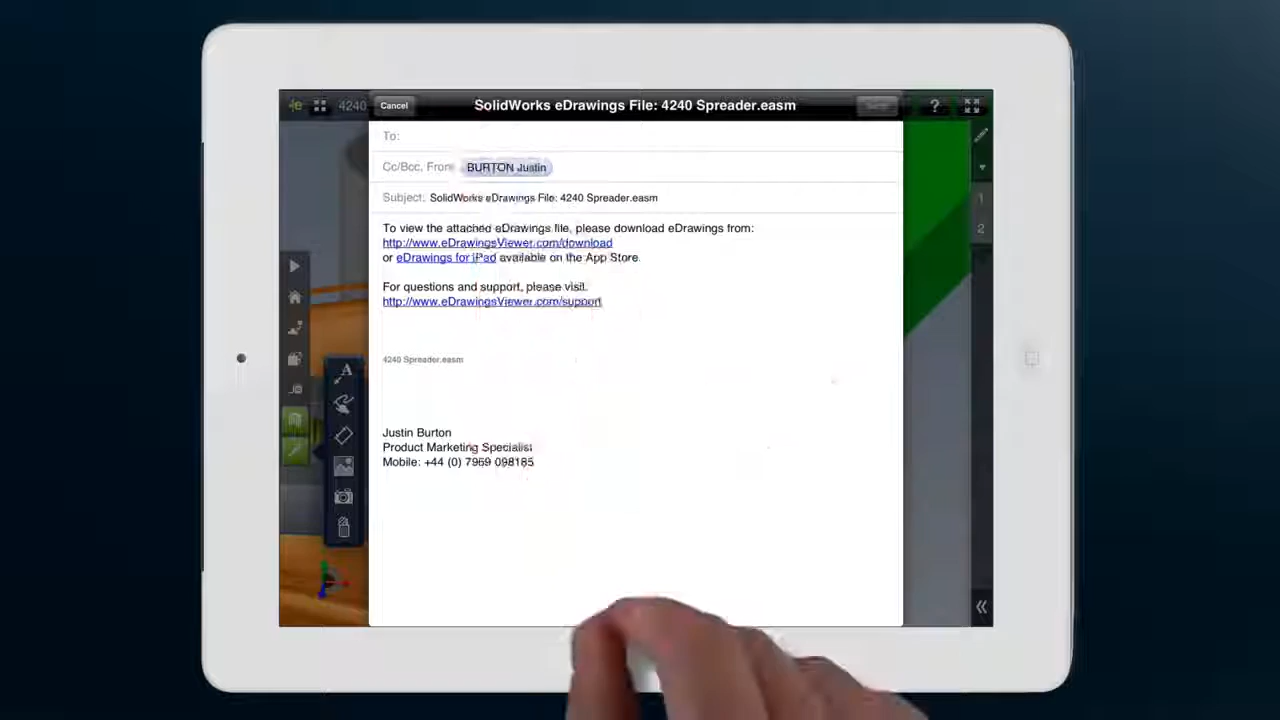 4240
Cancel
SolidWorks eDrawings File: 4240 Spreader.easm
?
To:
Cc/Bcc, From: BURTON Justin
Subject: SolidWorks eDrawings File: 4240 Spreader.easm
1
2
To view the attached eDrawings file, please download eDrawings from:
http://www.eDrawingsViewer.com/download
or eDrawings for iPad available on the App Store.
For questions and support, please visit.
http://www.eDrawingsViewer.com/support
4240 Spreader.easm
A
Justin Burton
Product Marketing Specialist
Mobile: +44 (0) 7969 098185